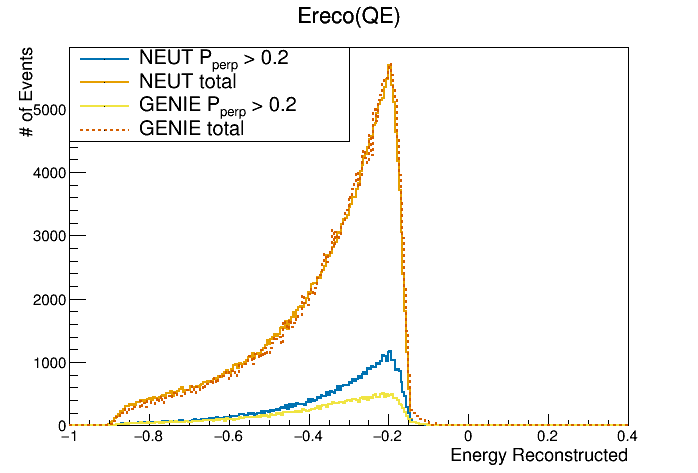 Ereco(QE)
# of Events
NEUT P_perp > 0.2
NEUT total
GENIE P_perp > 0.2
GENIE total
5000
4000
3000
2000
1000
0
−1 −0.8 −0.6 −0.4 −0.2 0 0.2 0.4
Energy Reconstructed